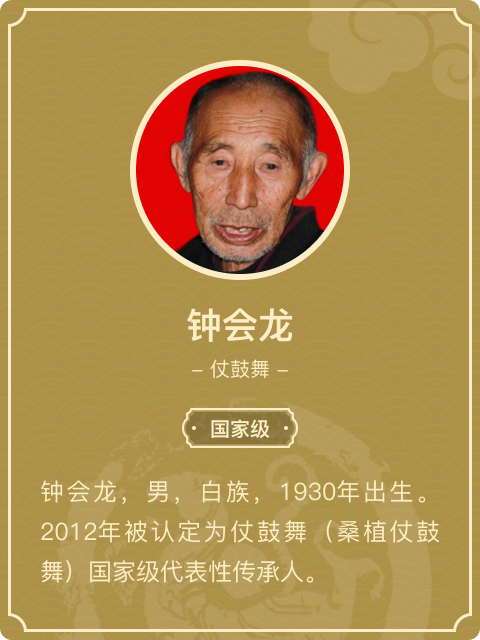 钟会龙
– 仗鼓舞 –
国家级
钟会龙，男，白族，1930年出生。
2012年被认定为仗鼓舞（桑植仗鼓
舞）国家级代表性传承人。